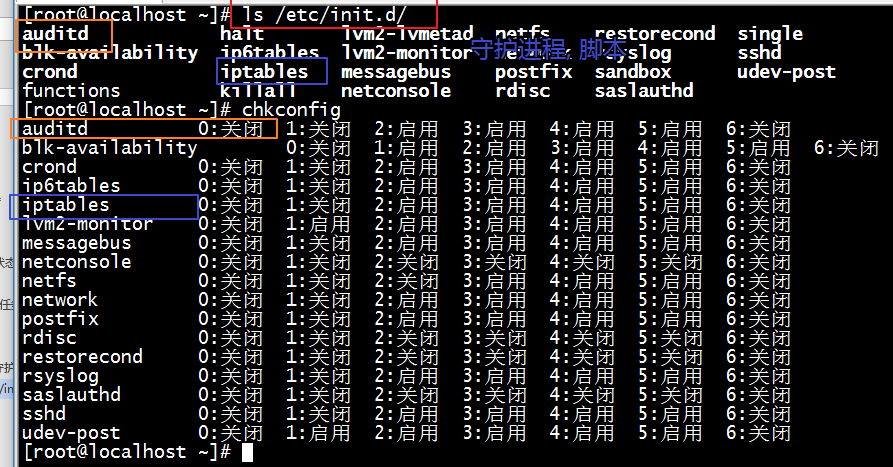 [root@localhost ~]# ls /etc/init.d/
auditd halt lvm2-lvmetad netfs restorecond single
blk-availability ip6tables lvm2-monitor 守护进程, 脚本 syslog sshd
crond iptables messagebus postfix sandbox udev-post
functions killall netconsole rdisc saslauthd
[root@localhost ~]# chkconfig
auditd 0:关闭 1:关闭 2:启用 3:启用 4:启用 5:启用 6:关闭
blk-availability 0:关闭 1:启用 2:启用 3:启用 4:启用 5:启用 6:关闭
crond 0:关闭 1:关闭 2:启用 3:启用 4:启用 5:启用 6:关闭
ip6tables 0:关闭 1:关闭 2:启用 3:启用 4:启用 5:启用 6:关闭
iptables 0:关闭 1:关闭 2:启用 3:启用 4:启用 5:启用 6:关闭
lvm2-monitor 0:关闭 1:启用 2:启用 3:启用 4:启用 5:启用 6:关闭
messagebus 0:关闭 1:关闭 2:启用 3:启用 4:启用 5:启用 6:关闭
netconsole 0:关闭 1:关闭 2:关闭 3:关闭 4:关闭 5:关闭 6:关闭
netfs 0:关闭 1:关闭 2:关闭 3:启用 4:启用 5:启用 6:关闭
network 0:关闭 1:关闭 2:启用 3:启用 4:启用 5:启用 6:关闭
postfix 0:关闭 1:关闭 2:启用 3:启用 4:启用 5:启用 6:关闭
rdisc 0:关闭 1:关闭 2:关闭 3:关闭 4:关闭 5:关闭 6:关闭
restorecond 0:关闭 1:关闭 2:关闭 3:关闭 4:关闭 5:关闭 6:关闭
rsyslog 0:关闭 1:关闭 2:启用 3:启用 4:启用 5:启用 6:关闭
saslauthd 0:关闭 1:关闭 2:关闭 3:关闭 4:关闭 5:关闭 6:关闭
sshd 0:关闭 1:关闭 2:启用 3:启用 4:启用 5:启用 6:关闭
udev-post 0:关闭 1:启用 2:启用 3:启用 4:启用 5:启用 6:关闭
[root@localhost ~]#